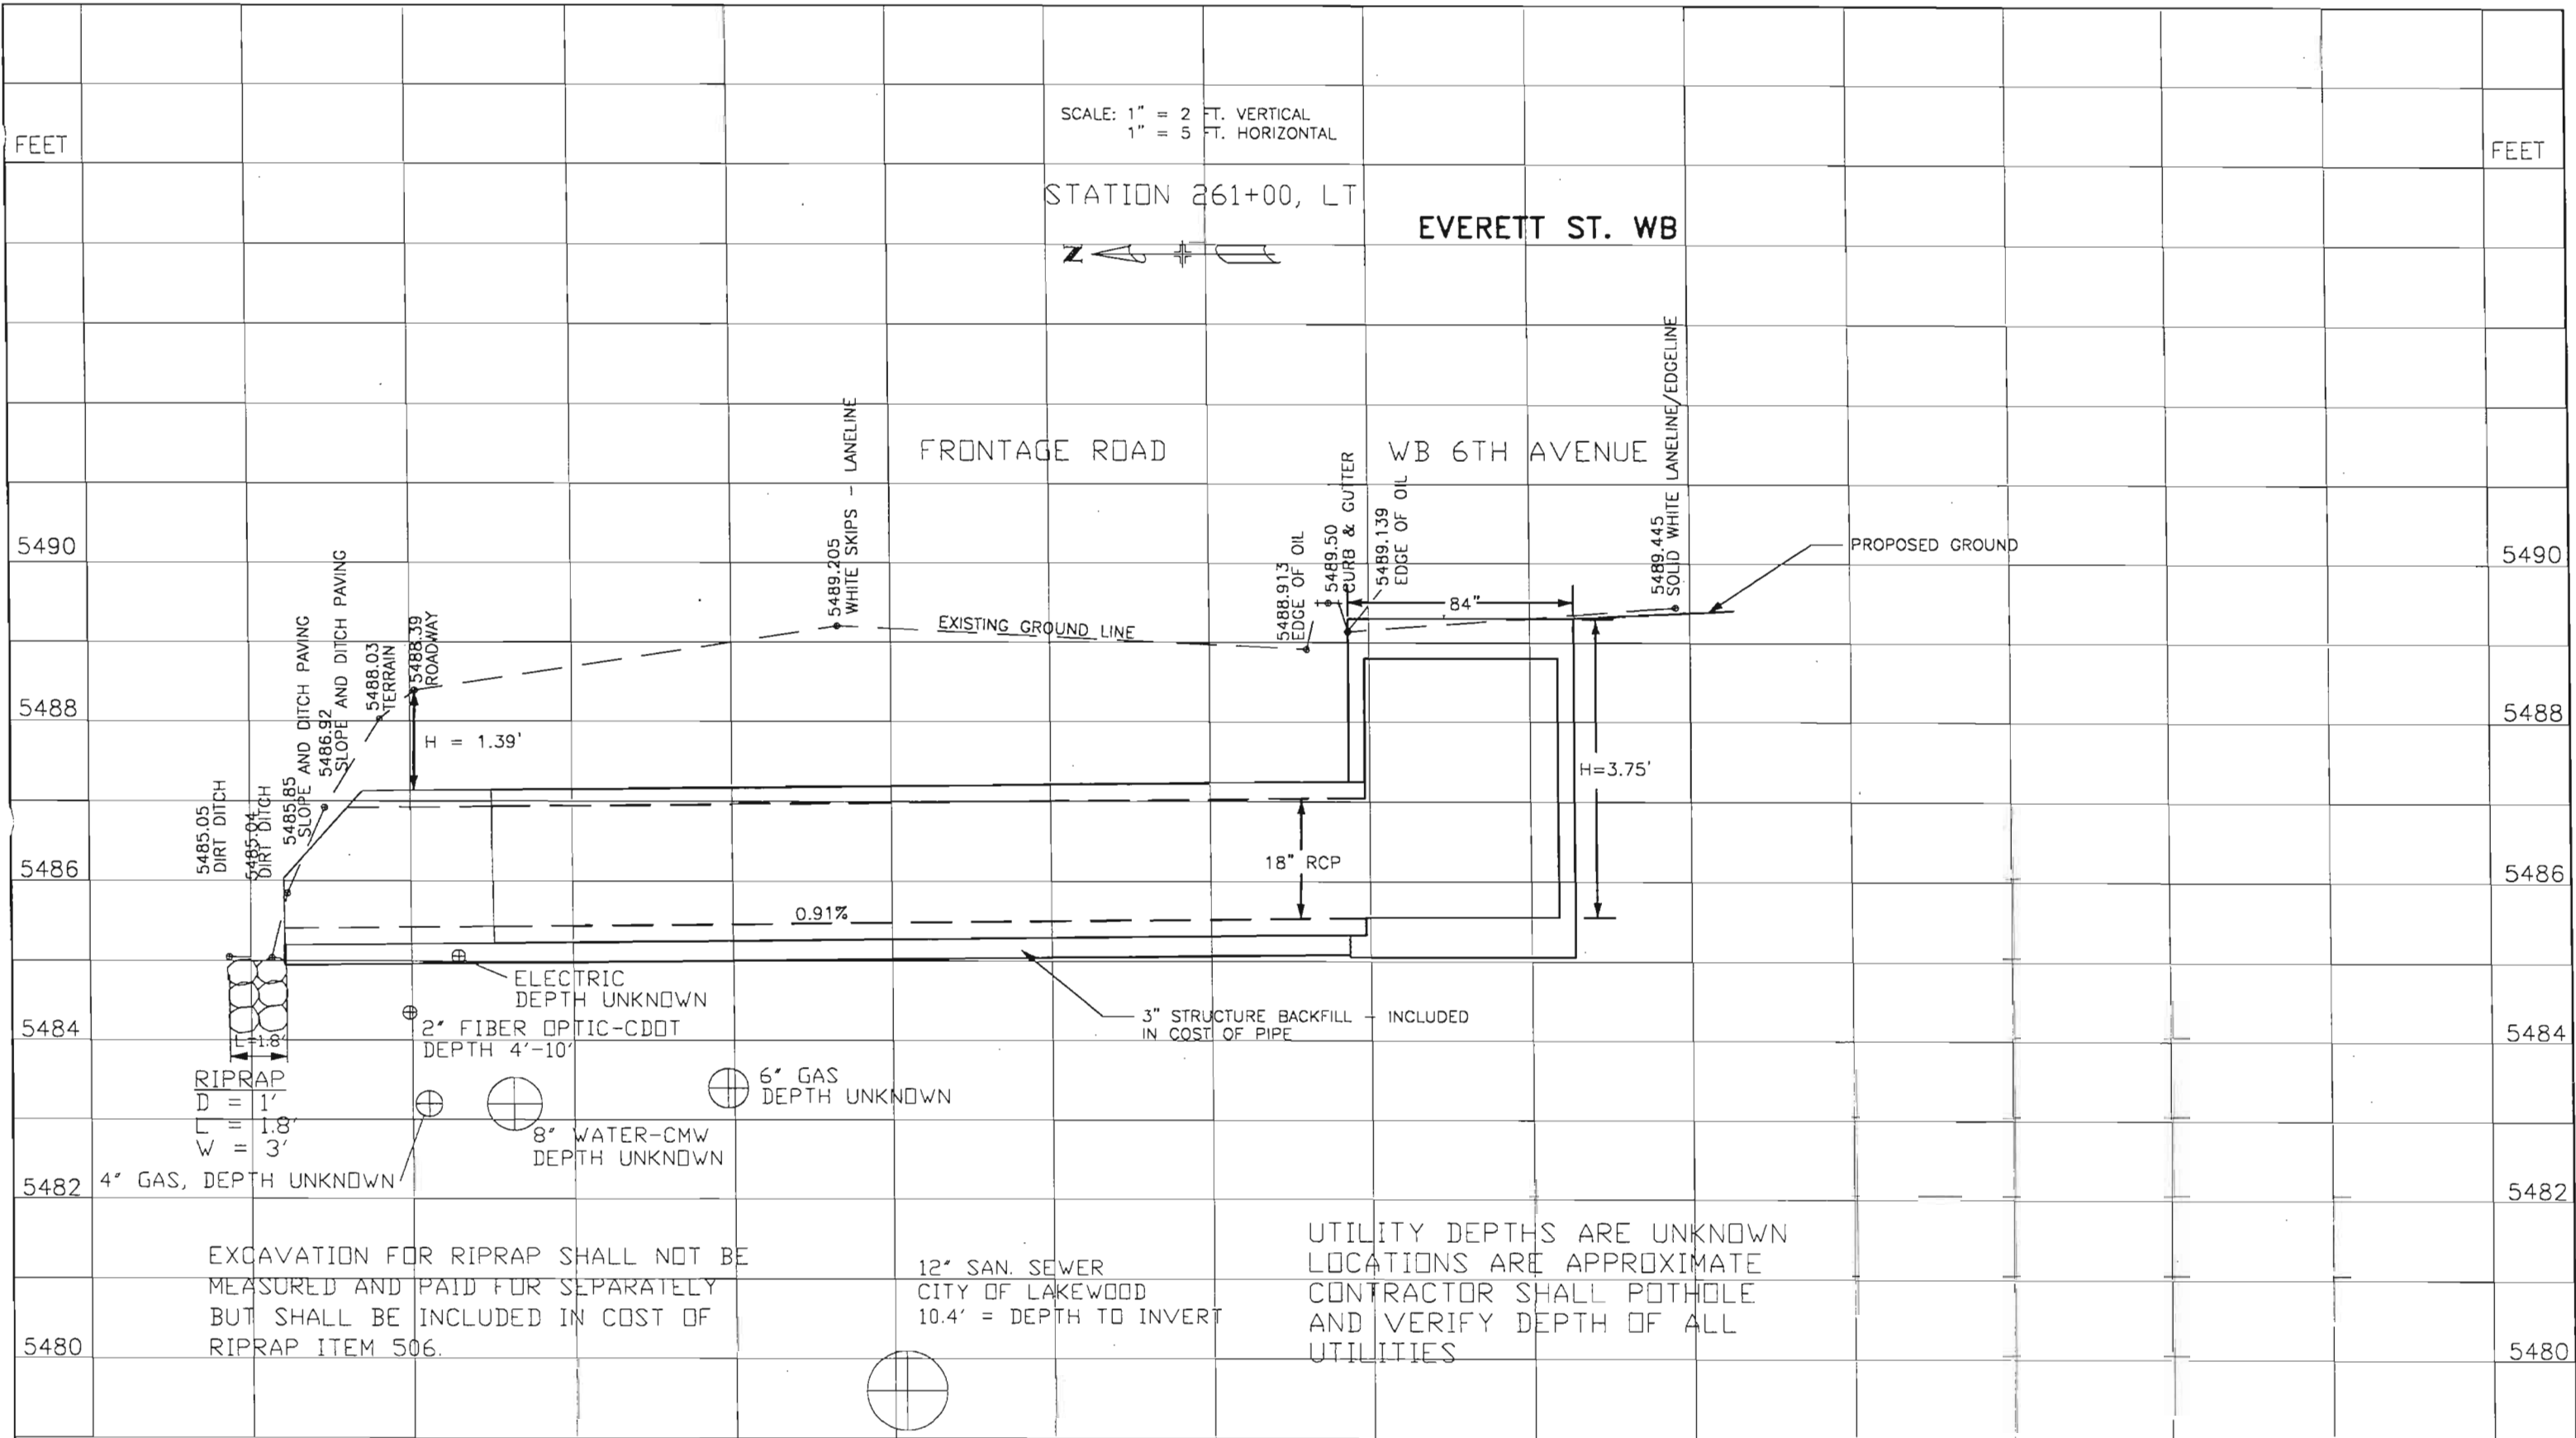 SCALE: 1" = 2 FT. VERTICAL
1" = 5 FT. HORIZONTAL
FEET
FEET
STATION 261+00, LT
EVERETT ST. WB
Z
FRONTAGE ROAD
WB 6TH AVENUE
5490
5490
5488
5488
5486
5486
5484
5484
5482
5482
5480
5480
5485.05
DIRT DITCH
5485.04
DIRT DITCH
5485.85
SLOPE AND DITCH PAVING
5486.92
SLOPE AND DITCH PAVING
5488.03
TERRAIN
5488.39
ROADWAY
5489.205
WHITE SKIPS - LANELINE
EXISTING GROUND LINE
5488.913
EDGE OF OIL
5489.50
CURB & GUTTER
5489.139
EDGE OF OIL
84"
5489.445
SOLID WHITE LANELINE/EDGELINE
PROPOSED GROUND
H = 1.39'
H=3.75'
18" RCP
0.91%
ELECTRIC
DEPTH UNKNOWN
2" FIBER OPTIC-CDOT
DEPTH 4'-10'
3" STRUCTURE BACKFILL - INCLUDED
IN COST OF PIPE
L=1.8'
RIPRAP
D = 1'
L = 1.8'
W = 3'
6" GAS
DEPTH UNKNOWN
8" WATER-CMW
DEPTH UNKNOWN
4" GAS, DEPTH UNKNOWN
EXCAVATION FOR RIPRAP SHALL NOT BE
MEASURED AND PAID FOR SEPARATELY
BUT SHALL BE INCLUDED IN COST OF
RIPRAP ITEM 506.
12" SAN. SEWER
CITY OF LAKEWOOD
10.4' = DEPTH TO INVERT
UTILITY DEPTHS ARE UNKNOWN
LOCATIONS ARE APPROXIMATE
CONTRACTOR SHALL POTHOLE
AND VERIFY DEPTH OF ALL
UTILITIES